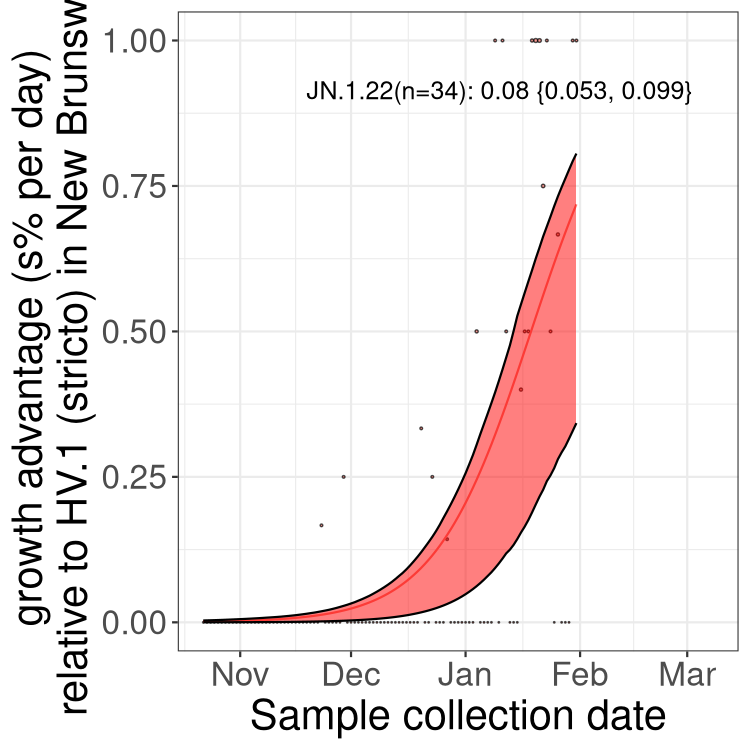 growth advantage (s% per day)
relative to HV.1 (stricto) in New Brunsw
1.00
0.75
0.50
0.25
0.00
JN.1.22(n=34): 0.08 {0.053, 0.099}
Nov Dec Jan Feb Mar
Sample collection date